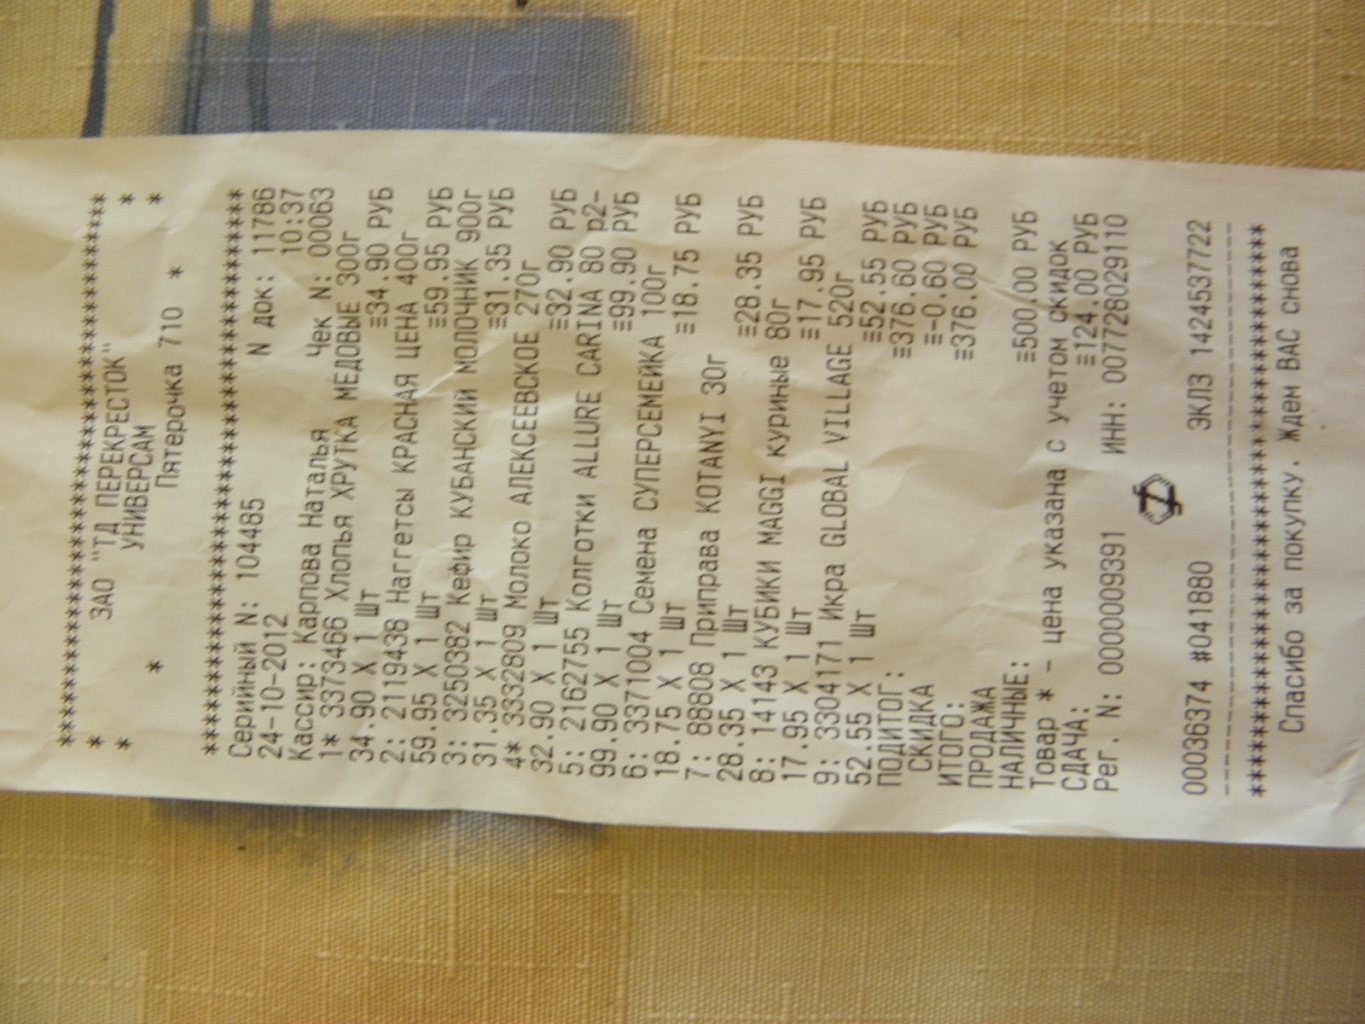 ************************************
* ЗАО "ТД ПЕРЕКРЕСТОК" *
* УНИВЕРСАМ *
* Пятерочка 710 *
************************************
Серийный N: 104485 N док: 11786
24-10-2012 10:37
Кассир: Карпова Наталья Чек N: 00063
1* 3373466 ХЛОПЬЯ ХРУТКА МЕДОВЫЕ 300г
34.90 X 1 ШТ =34.90 РУБ
2: 2119438 НАГГЕТСЫ КРАСНАЯ ЦЕНА 400г
59.95 X 1 ШТ =59.95 РУБ
3: 3250382 Кефир КУБАНСКИЙ МОЛОЧНИК 900г
31.35 X 1 ШТ =31.35 РУБ
4* 3332809 Молоко АЛЕКСЕЕВСКОЕ 270г
32.90 X 1 ШТ =32.90 РУБ
5: 2162755 Колготки ALLURE CARINA 80 р2-
99.90 X 1 ШТ =99.90 РУБ
6: 3371004 Семена СУПЕРСЕМЕЙКА 100г
18.75 X 1 ШТ =18.75 РУБ
7: 88808 Приправа KOTANYI 30г
28.35 X 1 ШТ =28.35 РУБ
8: 14143 КУБИКИ MAGGI куриные 80г
17.95 X 1 ШТ =17.95 РУБ
9: 3304171 Икра GLOBAL VILLAGE 520г
52.55 X 1 ШТ =52.55 РУБ
ПОДИТОГ: =376.60 РУБ
СКИДКА =-0.60 РУБ
ИТОГО: =376.00 РУБ
ПРОДАЖА
НАЛИЧНЫЕ: =500.00 РУБ
Товар * - цена указана с учетом скидок
СДАЧА: =124.00 РУБ
Рег. N: 000000009391 ИНН: 007728029110
00036374 #041880 ЭКЛЗ 1424537722
------------------------------------
************************************
Спасибо за покупку. Ждем ВАС снова